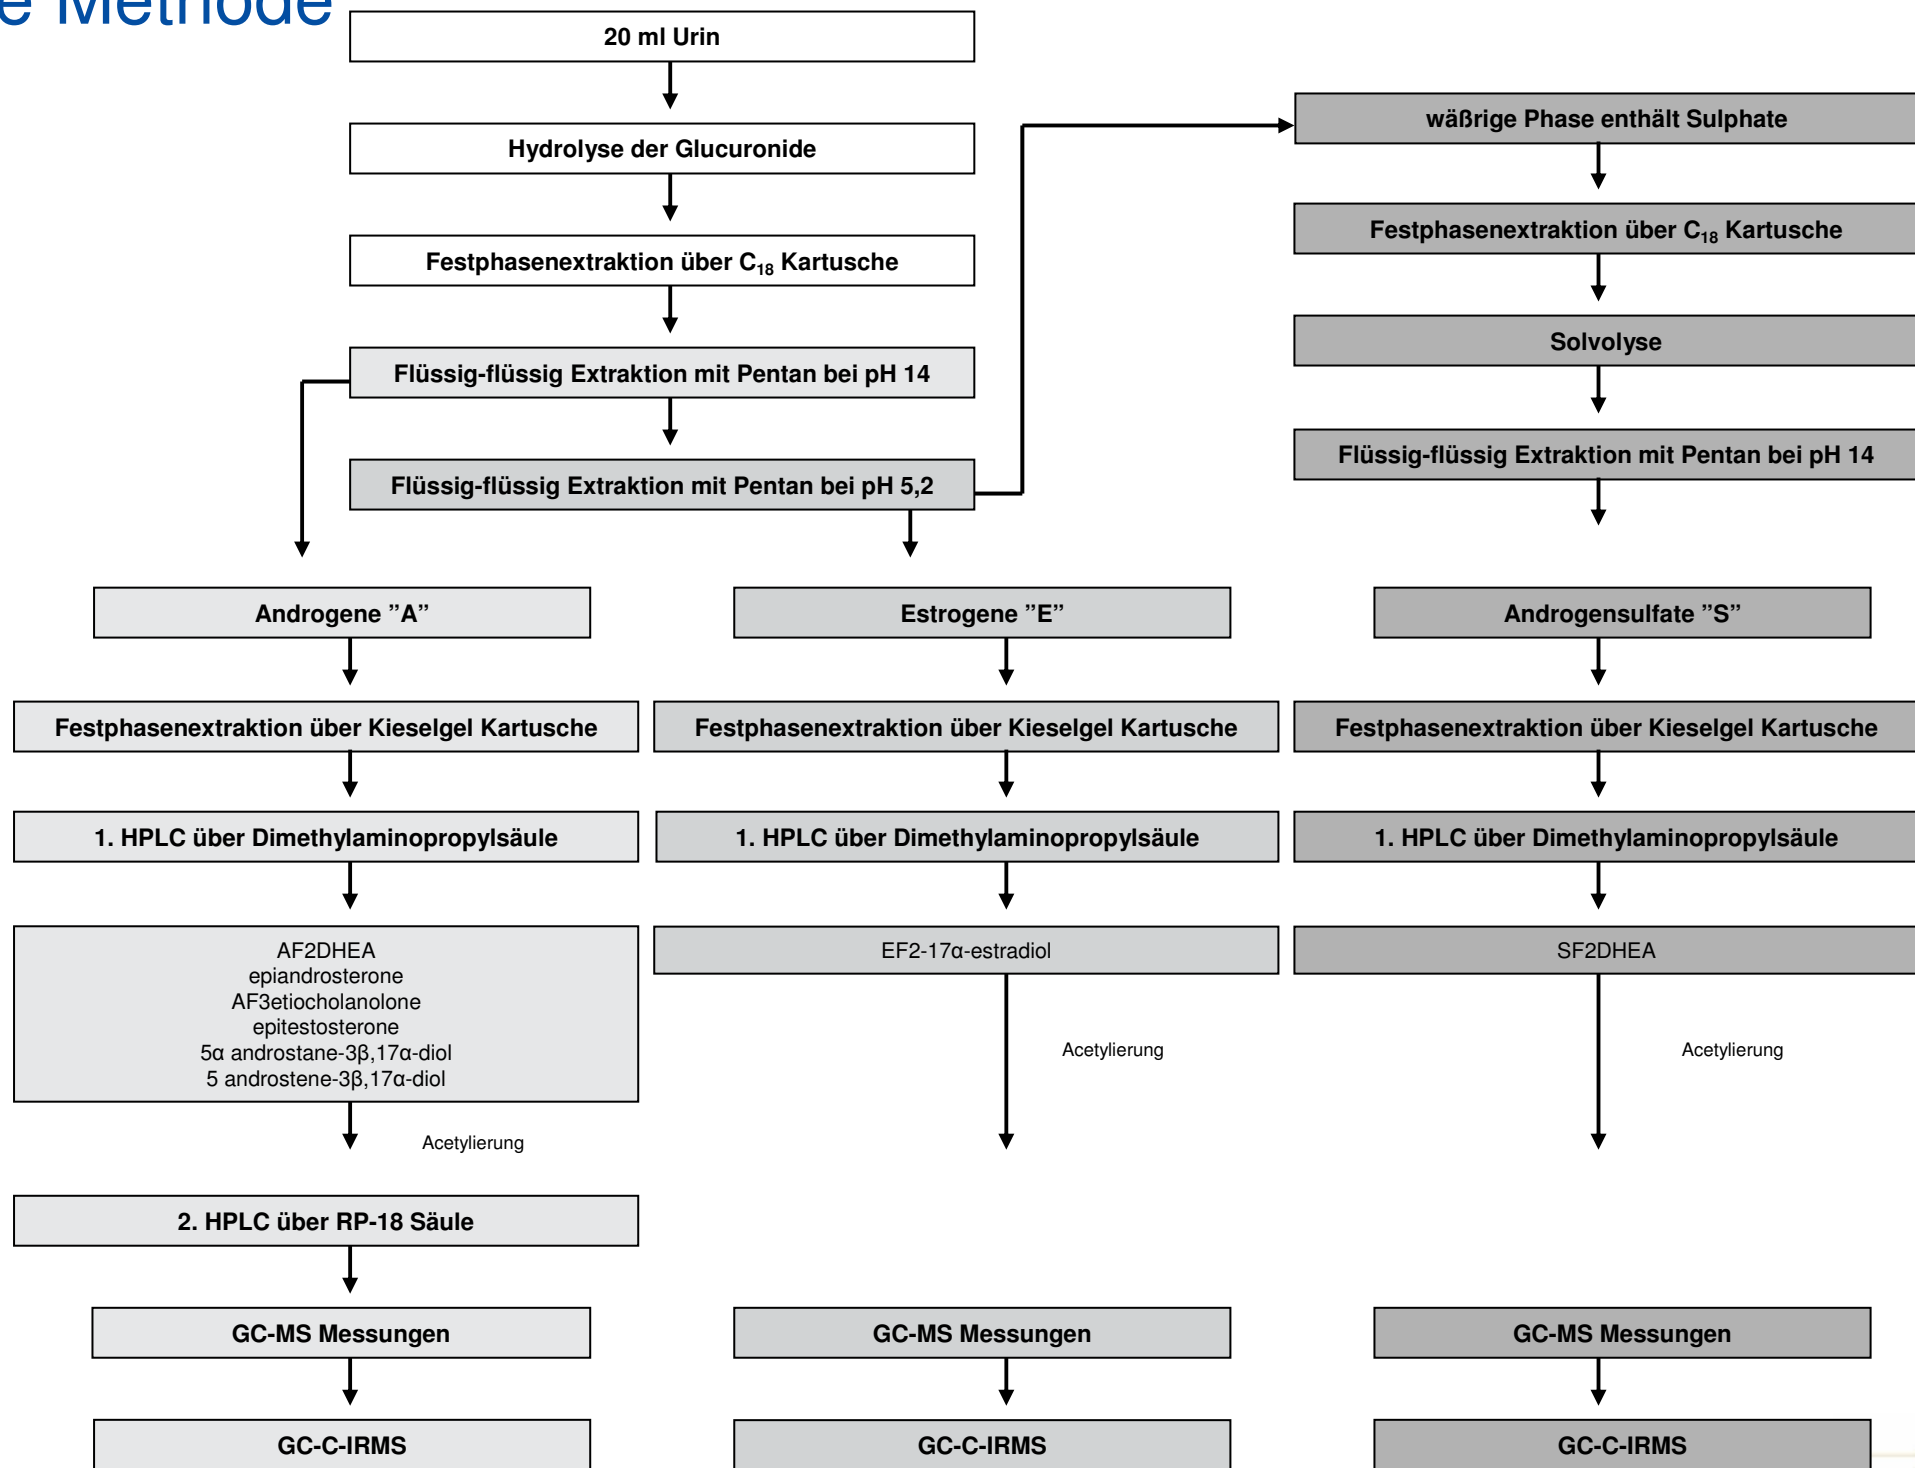 e Methode
20 ml Urin
Hydrolyse der Glucuronide
Festphasenextraktion über C₁₈ Kartusche
Flüssig-flüssig Extraktion mit Pentan bei pH 14
Flüssig-flüssig Extraktion mit Pentan bei pH 5,2
wäßrige Phase enthält Sulphate
Festphasenextraktion über C₁₈ Kartusche
Solvolyse
Flüssig-flüssig Extraktion mit Pentan bei pH 14
Androgene ”A”
Festphasenextraktion über Kieselgel Kartusche
1. HPLC über Dimethylaminopropylsäule
AF2DHEA
epiandrosterone
AF3etiocholanolone
epitestosterone
5α androstane-3β,17α-diol
5 androstene-3β,17α-diol
Acetylierung
2. HPLC über RP-18 Säule
GC-MS Messungen
GC-C-IRMS
Estrogene ”E”
Festphasenextraktion über Kieselgel Kartusche
1. HPLC über Dimethylaminopropylsäule
EF2-17α-estradiol
Acetylierung
GC-MS Messungen
GC-C-IRMS
Androgensulfate ”S”
Festphasenextraktion über Kieselgel Kartusche
1. HPLC über Dimethylaminopropylsäule
SF2DHEA
Acetylierung
GC-MS Messungen
GC-C-IRMS